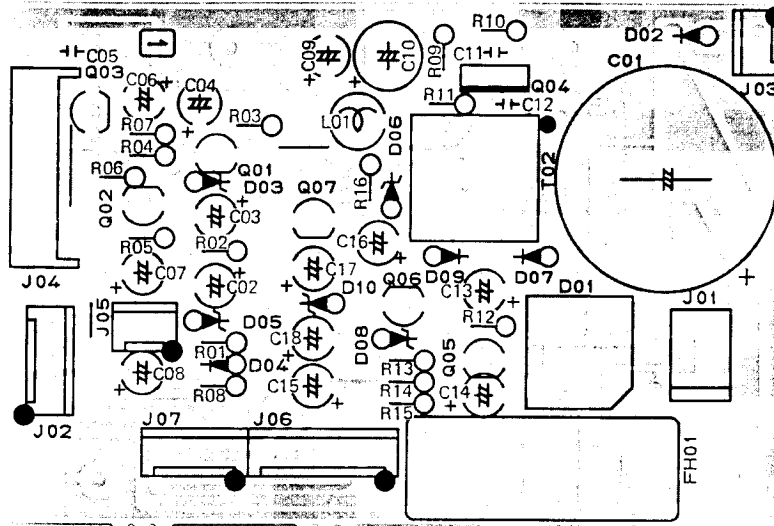 R10
D02
C05
1
C09
C10
R09
C11
C01
J03
Q03
C06
C04
Q04
R11
C12
R03
L01
D06
R07
R04
T02
R06
Q01
D03
Q07
R16
Q02
C03
R05
R02
C16
J04
C07
C02
C17
D09
D07
D10
Q06
C13
D01
J01
J05
D05
R12
C18
D08
R01
Q05
C08
D04
C15
R13
R14
C14
R08
R15
J02
J07
J06
FH01